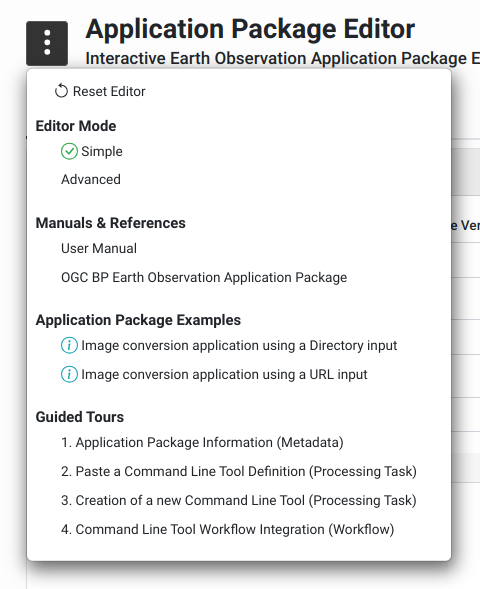 Application Package Editor
Interactive Earth Observation Application Package E
Reset Editor
Editor Mode
Simple
Advanced
e Ver
Manuals & References
User Manual
OGC BP Earth Observation Application Package
Application Package Examples
Image conversion application using a Directory input
Image conversion application using a URL input
Guided Tours
1. Application Package Information (Metadata)
2. Paste a Command Line Tool Definition (Processing Task)
3. Creation of a new Command Line Tool (Processing Task)
4. Command Line Tool Workflow Integration (Workflow)